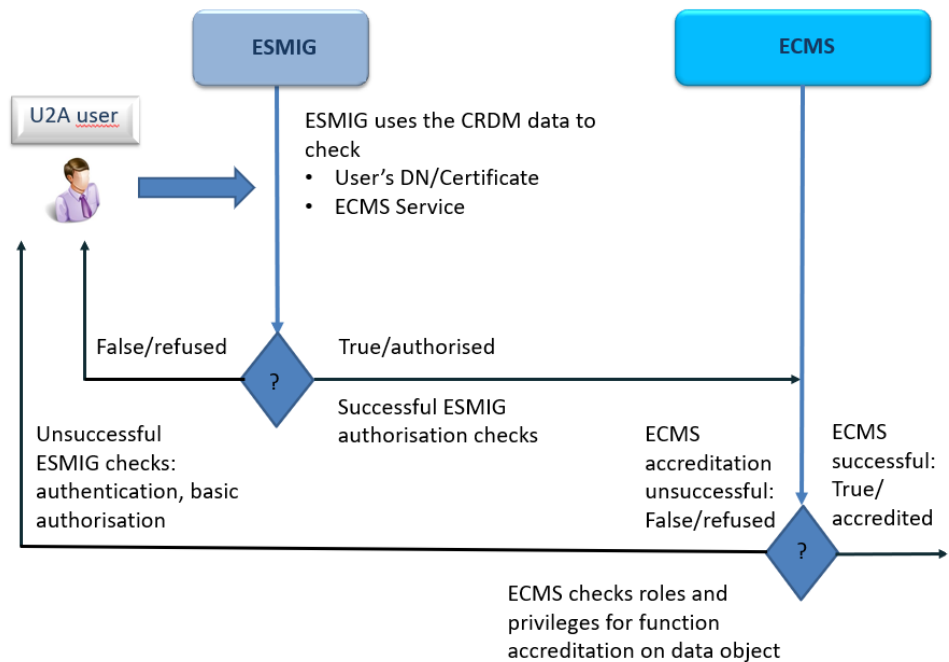 ESMIG
ECMS
U2A user
ESMIG uses the CRDM data to
check
• User's DN/Certificate
• ECMS Service
False/refused
True/authorised
?
Successful ESMIG
authorisation checks
Unsuccessful
ESMIG checks:
authentication, basic
authorisation
ECMS
accreditation
unsuccessful:
False/refused
ECMS
successful:
True/
accredited
?
ECMS checks roles and
privileges for function
accreditation on data object